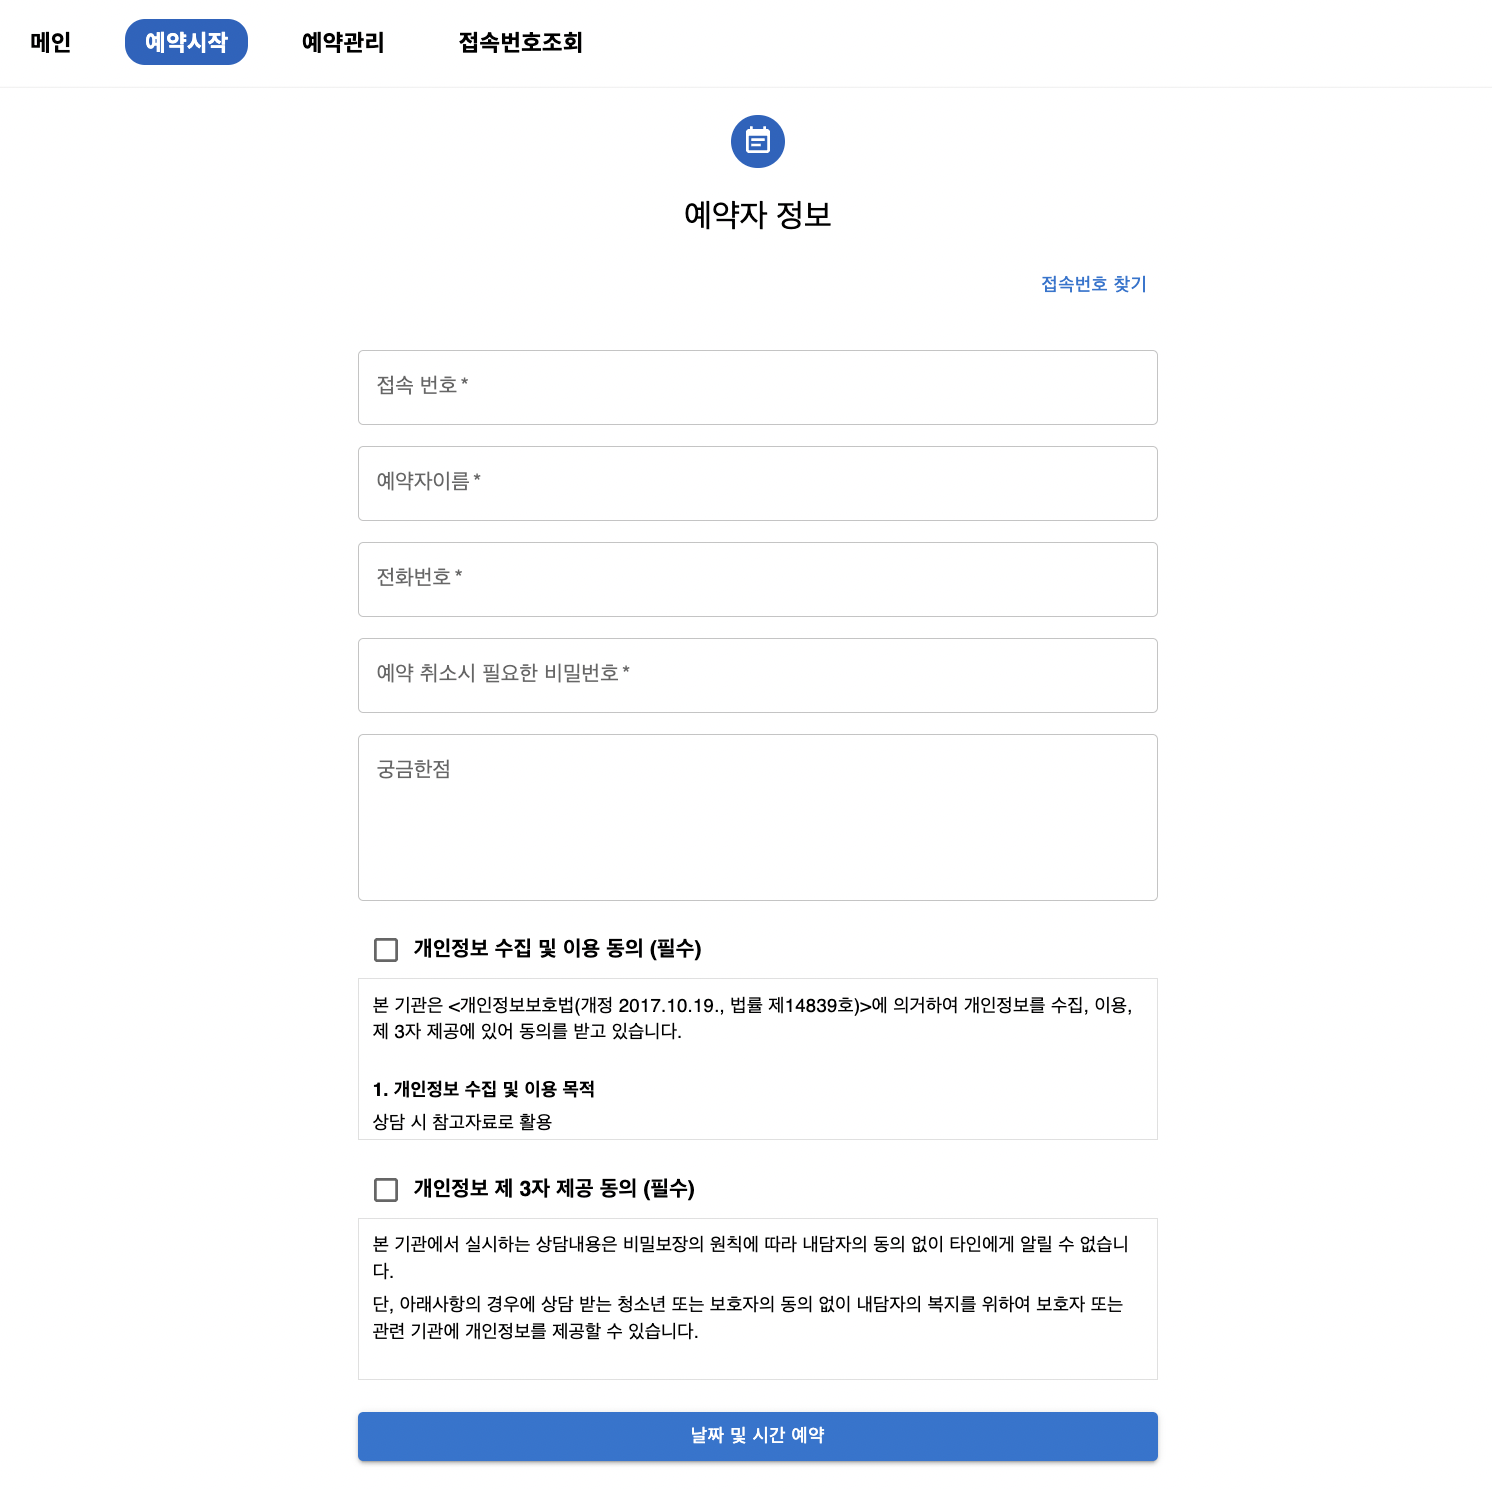 메인 예약시작 예약관리 접속번호조회
예약자 정보
접속번호 찾기
접속 번호 *
예약자이름 *
전화번호 *
예약 취소시 필요한 비밀번호 *
궁금한점
개인정보 수집 및 이용 동의 (필수)
본 기관은 <개인정보보호법(개정 2017.10.19., 법률 제14839호)>에 의거하여 개인정보를 수집, 이용,
제 3자 제공에 있어 동의를 받고 있습니다.
1. 개인정보 수집 및 이용 목적
상담 시 참고자료로 활용
개인정보 제 3자 제공 동의 (필수)
본 기관에서 실시하는 상담내용은 비밀보장의 원칙에 따라 내담자의 동의 없이 타인에게 알릴 수 없습니
다.
단, 아래사항의 경우에 상담 받는 청소년 또는 보호자의 동의 없이 내담자의 복지를 위하여 보호자 또는
관련 기관에 개인정보를 제공할 수 있습니다.
날짜 및 시간 예약